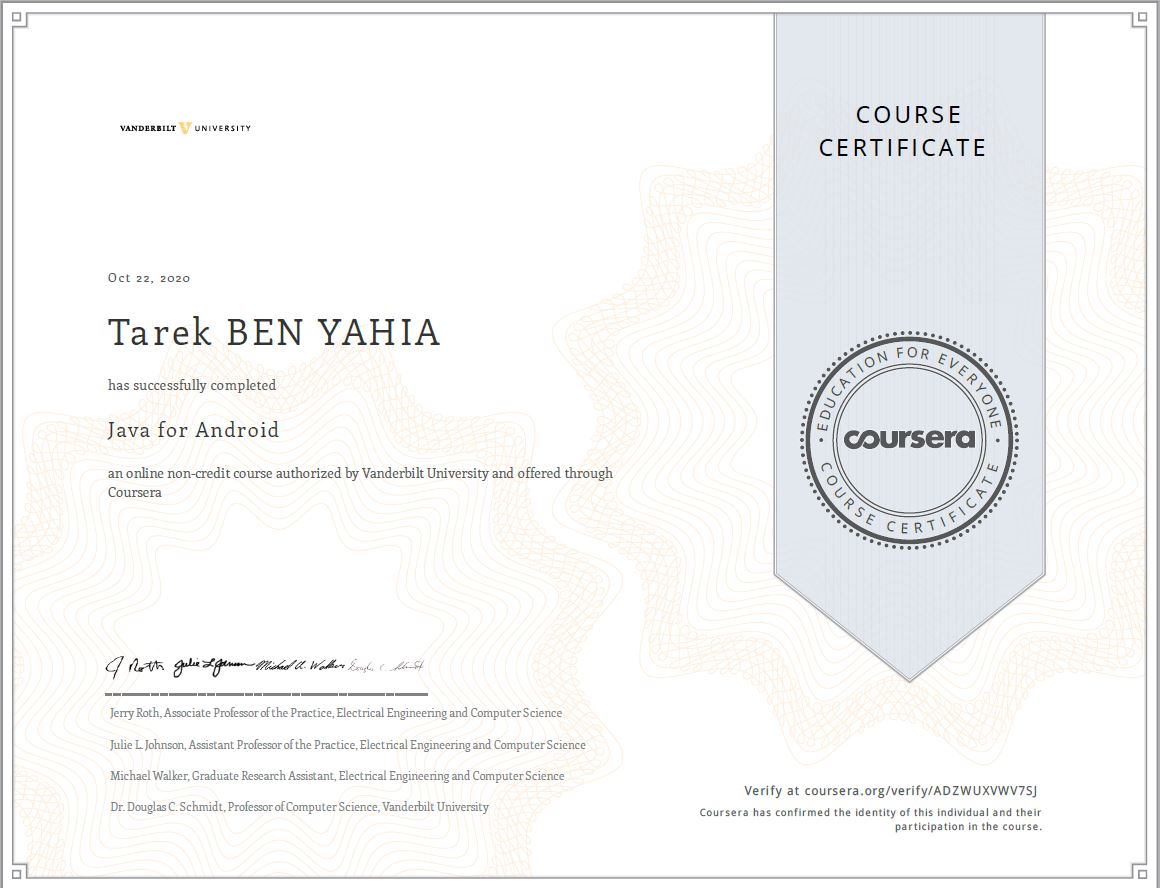 VANDERBILT V UNIVERSITY
COURSE
CERTIFICATE
Oct 22, 2020
Tarek BEN YAHIA
has successfully completed
Java for Android
an online non-credit course authorized by Vanderbilt University and offered through
Coursera
EDUCATION FOR EVERYONE
coursera
COURSE CERTIFICATE
Jerry Roth, Associate Professor of the Practice, Electrical Engineering and Computer Science
Julie L. Johnson, Assistant Professor of the Practice, Electrical Engineering and Computer Science
Michael Walker, Graduate Research Assistant, Electrical Engineering and Computer Science
Dr. Douglas C. Schmidt, Professor of Computer Science, Vanderbilt University
Verify at coursera.org/verify/ADZWUXVWV7SJ
Coursera has confirmed the identity of this individual and their
participation in the course.